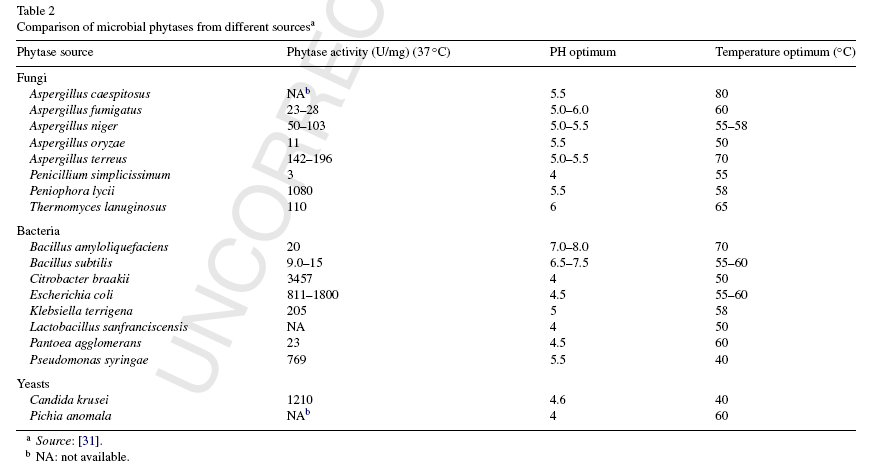 Table 2
Comparison of microbial phytases from different sourcesᵃ
Phytase source Phytase activity (U/mg) (37 °C) PH optimum Temperature optimum (°C)
Fungi
Aspergillus caespitosus NAᵇ 5.5 80
Aspergillus fumigatus 23–28 5.0–6.0 60
Aspergillus niger 50–103 5.0–5.5 55–58
Aspergillus oryzae 11 5.5 50
Aspergillus terreus 142–196 5.0–5.5 70
Penicillium simplicissimum 3 4 55
Peniophora lycii 1080 5.5 58
Thermomyces lanuginosus 110 6 65
Bacteria
Bacillus amyloliquefaciens 20 7.0–8.0 70
Bacillus subtilis 9.0–15 6.5–7.5 55–60
Citrobacter braakii 3457 4 50
Escherichia coli 811–1800 4.5 55–60
Klebsiella terrigena 205 5 58
Lactobacillus sanfranciscensis NA 4 50
Pantoea agglomerans 23 4.5 60
Pseudomonas syringae 769 5.5 40
Yeasts
Candida krusei 1210 4.6 40
Pichia anomala NAᵇ 4 60
ᵃ Source: [31].
ᵇ NA: not available.
UNCORREC